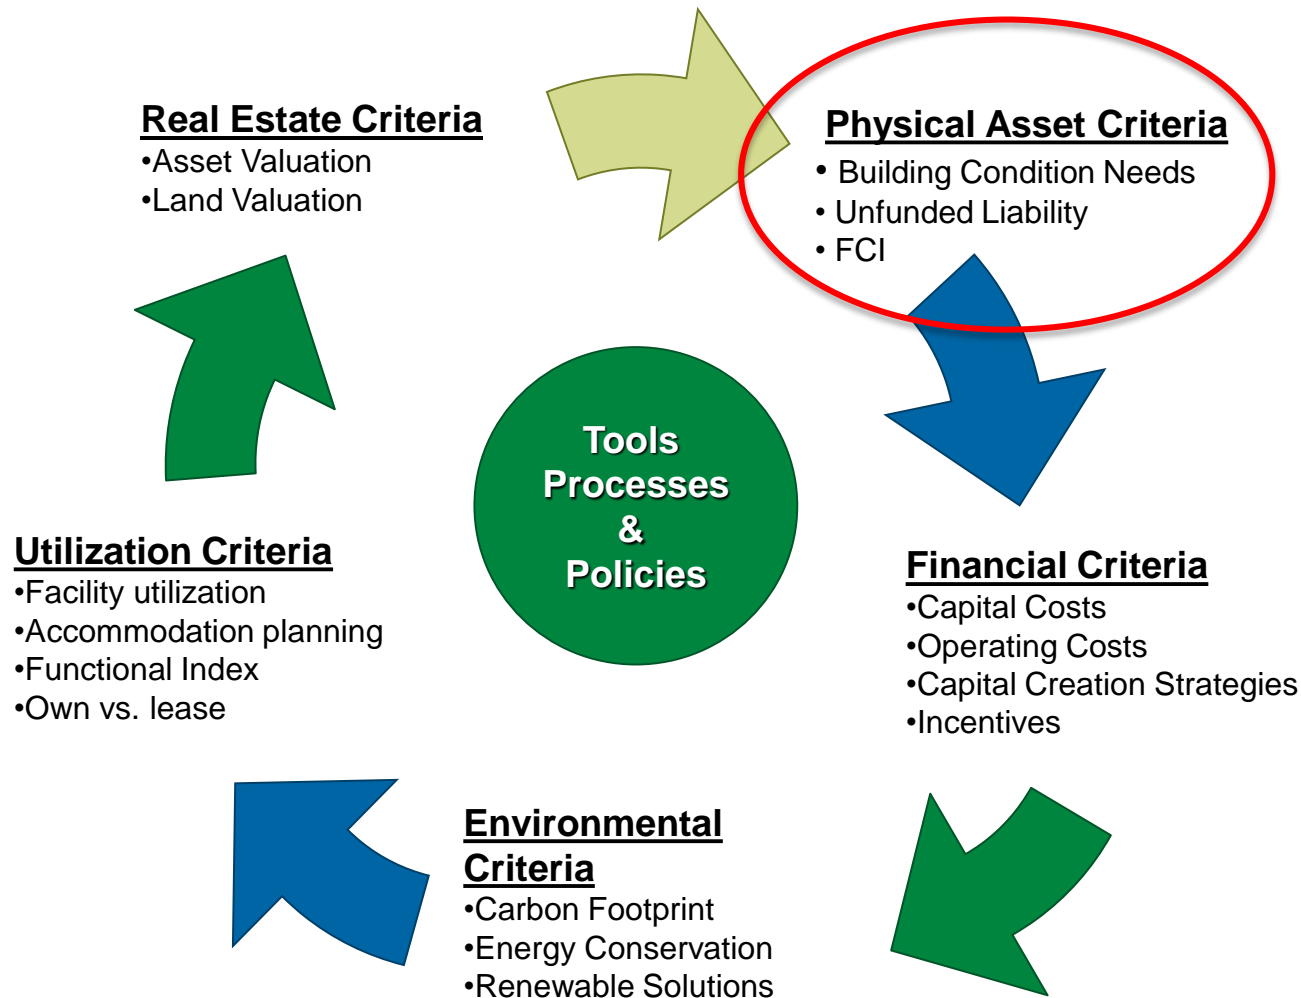 Real Estate Criteria
•Asset Valuation
•Land Valuation
Physical Asset Criteria
• Building Condition Needs
• Unfunded Liability
• FCI
Tools
Processes
&
Policies
Utilization Criteria
•Facility utilization
•Accommodation planning
•Functional Index
•Own vs. lease
Financial Criteria
•Capital Costs
•Operating Costs
•Capital Creation Strategies
•Incentives
Environmental
Criteria
•Carbon Footprint
•Energy Conservation
•Renewable Solutions